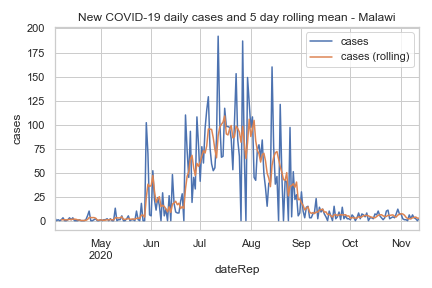 New COVID-19 daily cases and 5 day rolling mean - Malawi
cases
cases (rolling)
cases
200
175
150
125
100
75
50
25
0
May Jun Jul Aug Sep Oct Nov
2020
dateRep